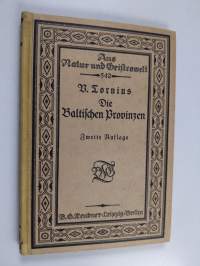 Aus
Natur und Geisteswelt
542
V. Tornius
Die
Baltischen Provinzen
Zweite Auflage
B. G. Teubner · Leipzig · Berlin